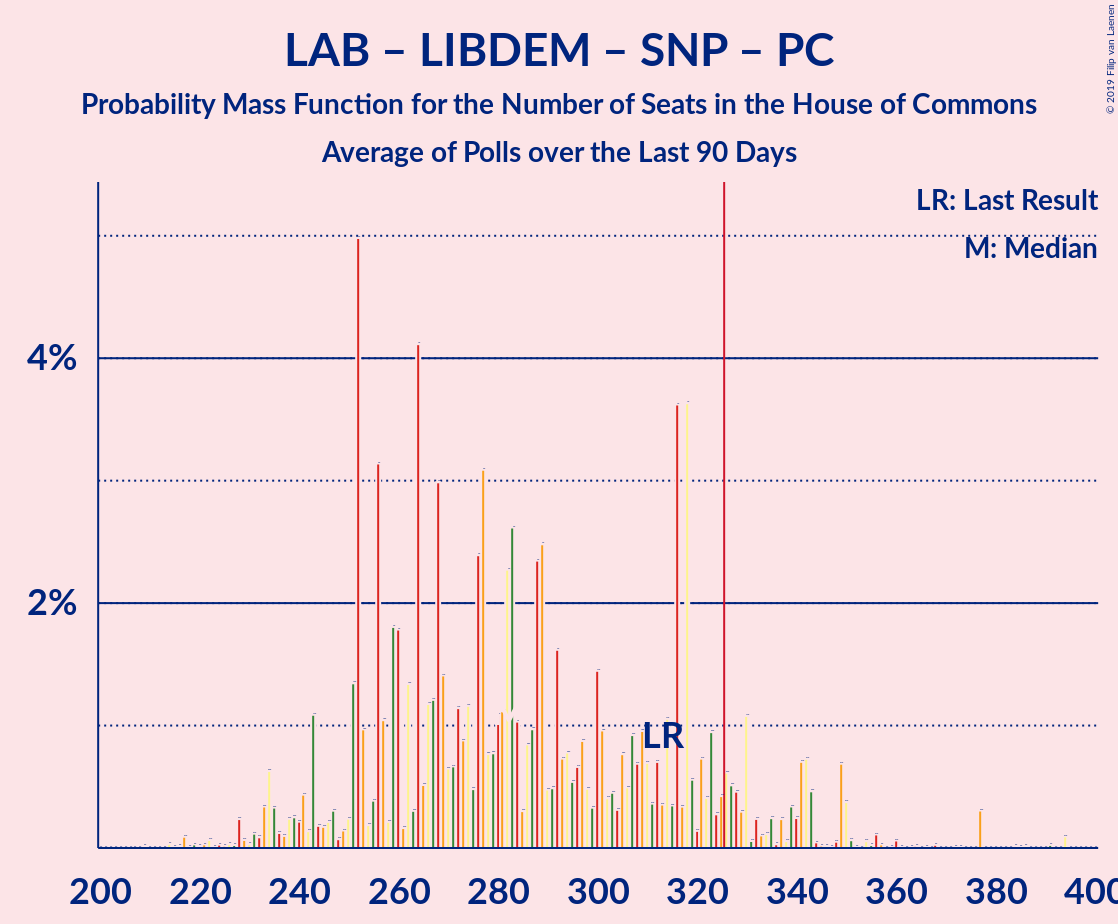 LAB – LIBDEM – SNP – PC
Probability Mass Function for the Number of Seats in the House of Commons
Average of Polls over the Last 90 Days
© 2019 Filip van Laenen
LR: Last Result
M: Median
4%
2%
LR
200 220 240 260 280 300 320 340 360 380 400